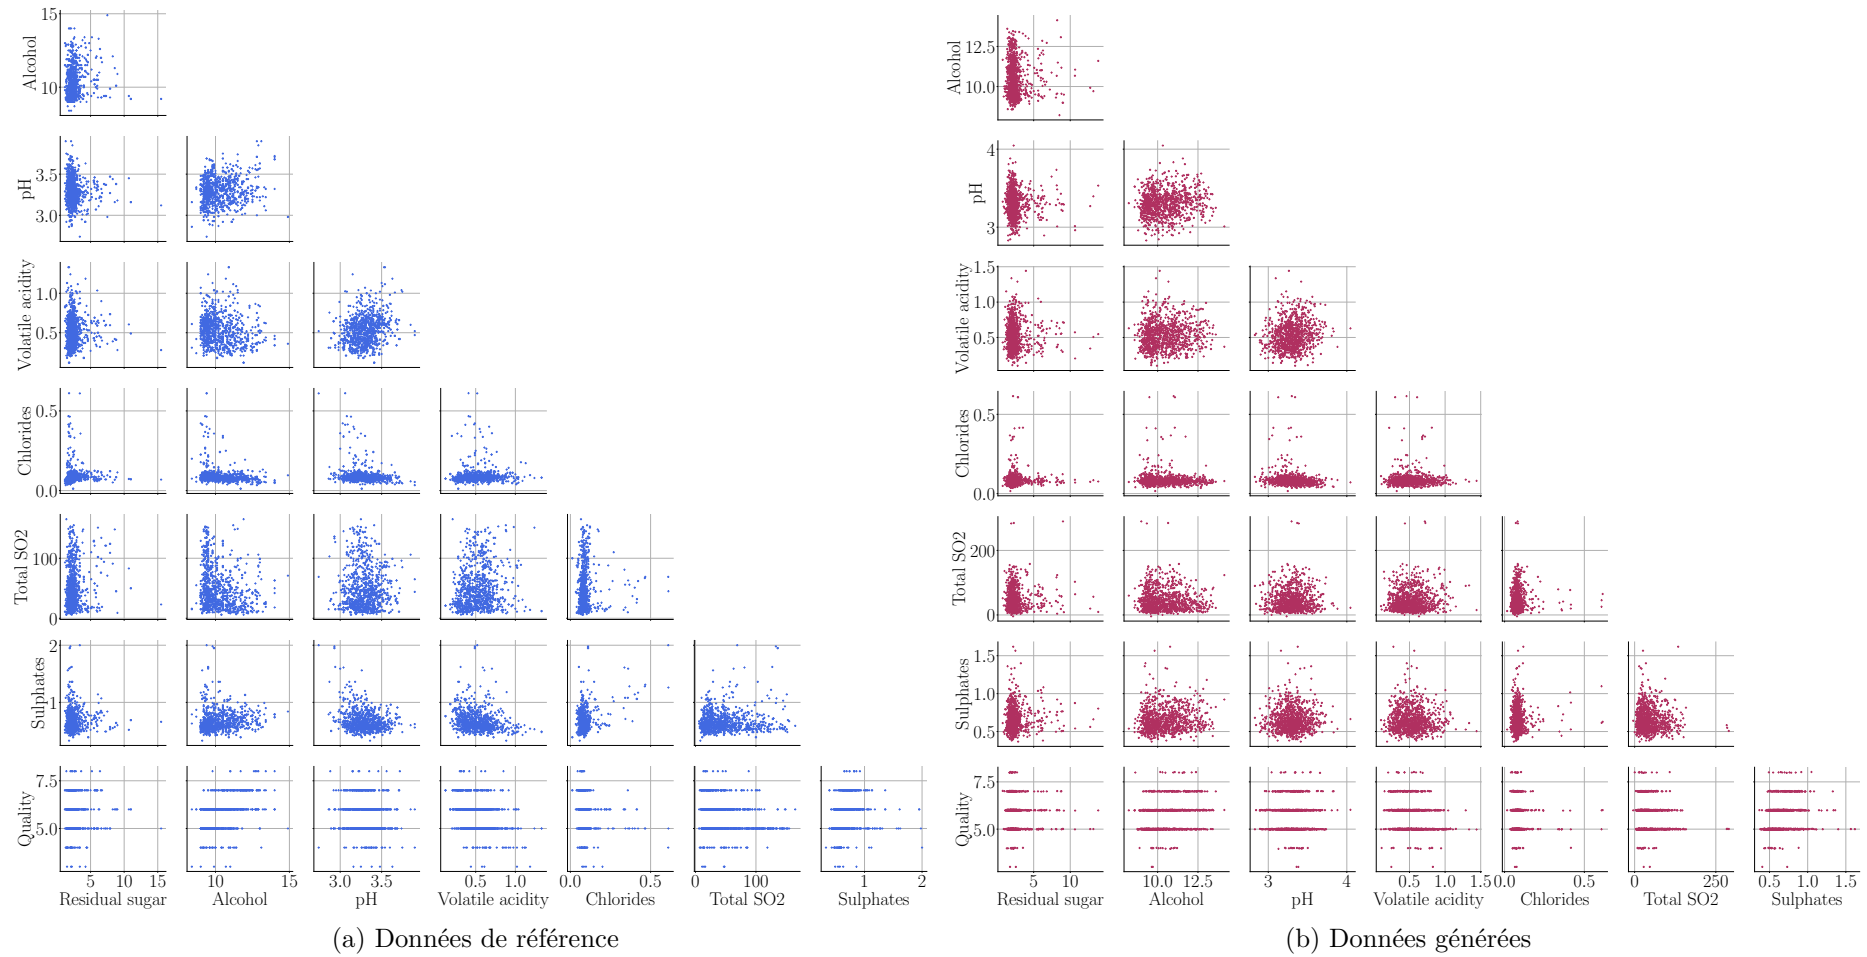 15
Alcohol
10
3.5
pH
3.0
Volatile acidity
1.0
0.5
Chlorides
0.5
0.0
Total SO2
100
0
Sulphates
2
1
Quality
7.5
5.0
5 10 15 10 15 3.0 3.5 0.5 1.0 0.0 0.5 0 100 1 2
Residual sugar Alcohol pH Volatile acidity Chlorides Total SO2 Sulphates
(a) Données de référence
Alcohol
12.5
10.0
4
pH
3
Volatile acidity
1.5
1.0
0.5
Chlorides
0.5
0.0
Total SO2
200
0
Sulphates
1.5
1.0
0.5
Quality
7.5
5.0
5 10 10.0 12.5 3 4 0.5 1.0 1.5 0.0 0.5 0 250 0.5 1.0 1.5
Residual sugar Alcohol pH Volatile acidity Chlorides Total SO2 Sulphates
(b) Données générées